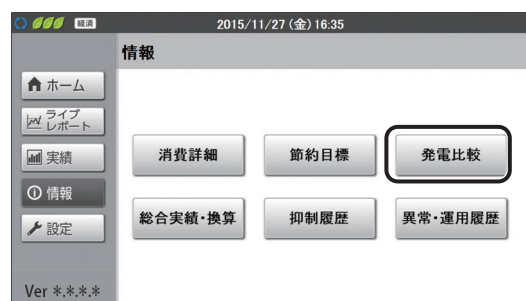 経済 2015/11/27(金)16:35
情報
ホーム
ライブ
レポート
実績
情報
設定
消費詳細 節約目標 発電比較
総合実績・換算 抑制履歴 異常・運用履歴
Ver *.*.*.*